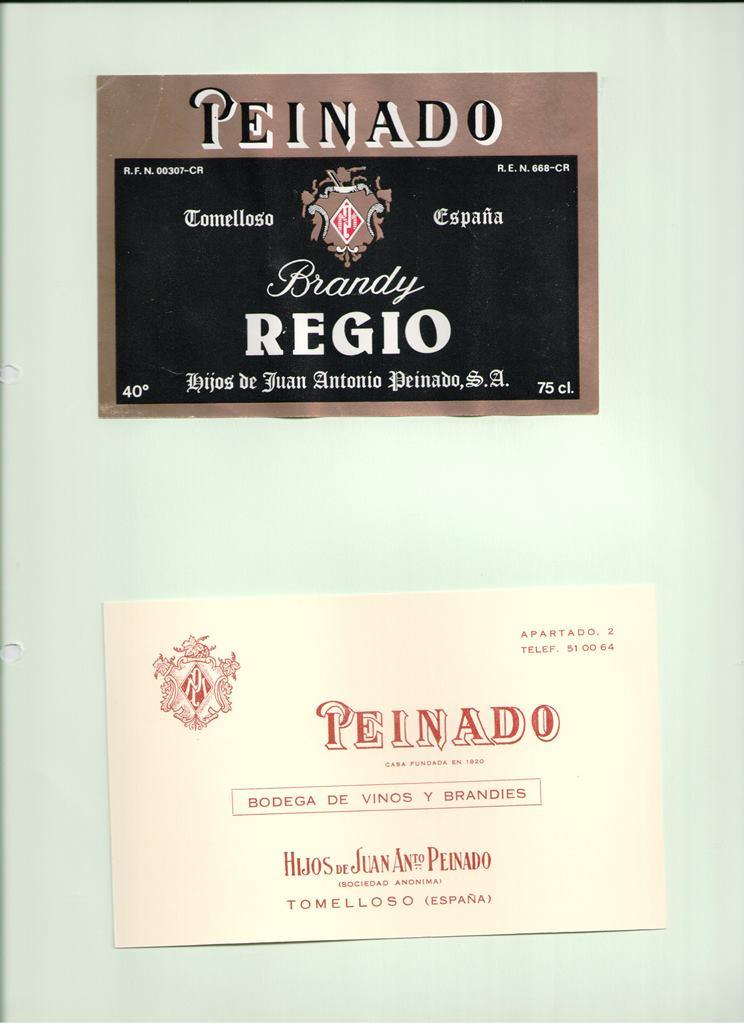 PEINADO
R.F.N. 00307-CR
R.E.N. 668-CR
Tomelloso
España
Brandy
REGIO
Hijos de Juan Antonio Peinado, S.A.
40°
75 cl.
APARTADO, 2
TELEF. 51 00 64
PEINADO
CASA FUNDADA EN 1820
BODEGA DE VINOS Y BRANDIES
HIJOS DE JUAN ANTO PEINADO
(SOCIEDAD ANONIMA)
TOMELLOSO (ESPAÑA)